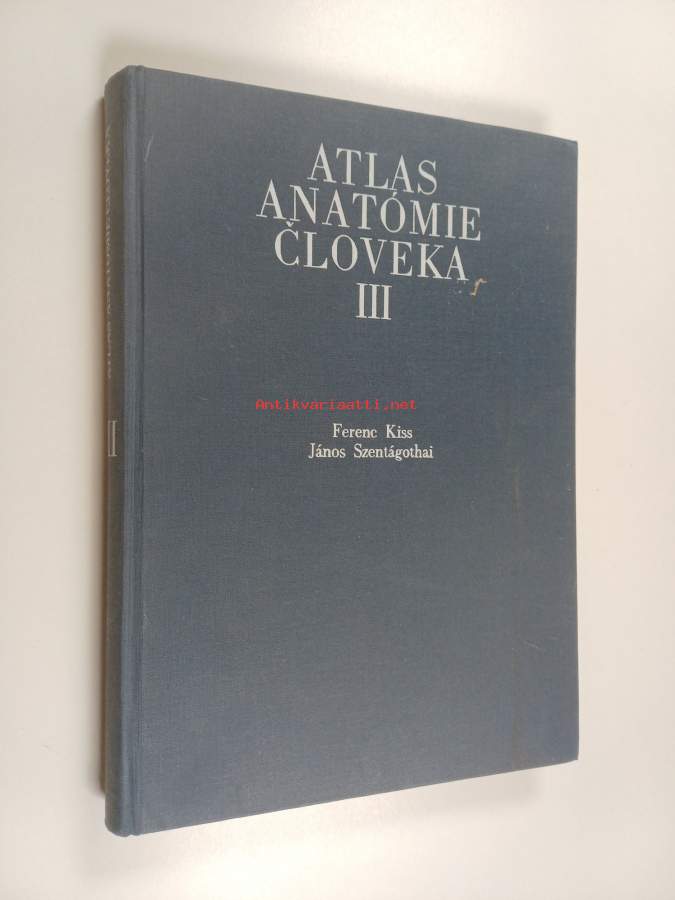 ATLAS
ANATÓMIE
ČLOVEKA
III
Antikvariaatti.net
Ferenc Kiss
János Szentágothai